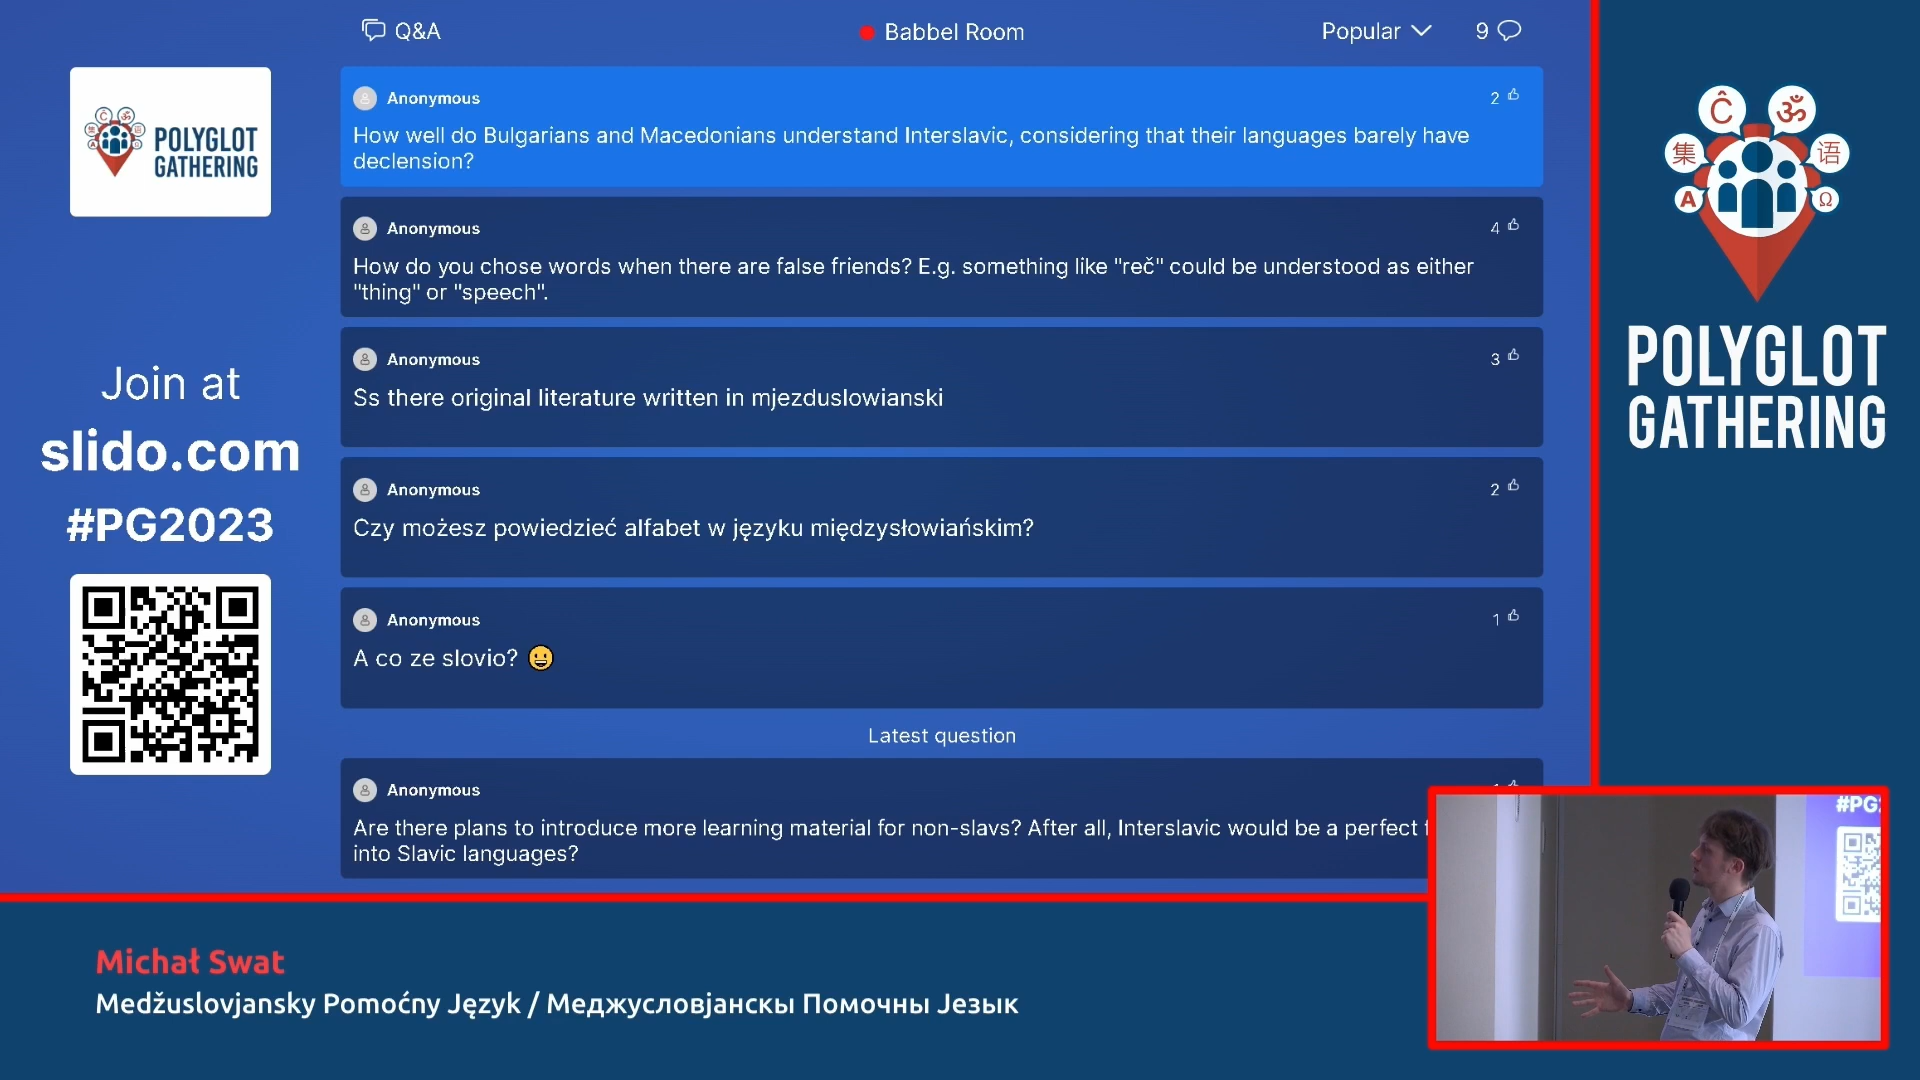 Q&A
Babbel Room
Popular
9
POLYGLOT
GATHERING
Join at
slido.com
#PG2023
Anonymous
2
How well do Bulgarians and Macedonians understand Interslavic, considering that their languages barely have
declension?
Anonymous
4
How do you chose words when there are false friends? E.g. something like "reč" could be understood as either
"thing" or "speech".
Anonymous
3
Ss there original literature written in mjezduslowianski
Anonymous
2
Czy możesz powiedzieć alfabet w języku międzysłowiańskim?
Anonymous
1
A co ze slovio? 😀
Latest question
Anonymous
Are there plans to introduce more learning material for non-slavs? After all, Interslavic would be a perfect
into Slavic languages?
Ĉ
ॐ
集
语
A
Ω
POLYGLOT
GATHERING
#PG
Michał Swat
Medžuslovjansky Pomoćny Język / Меджусловјанскы Помочны Језык